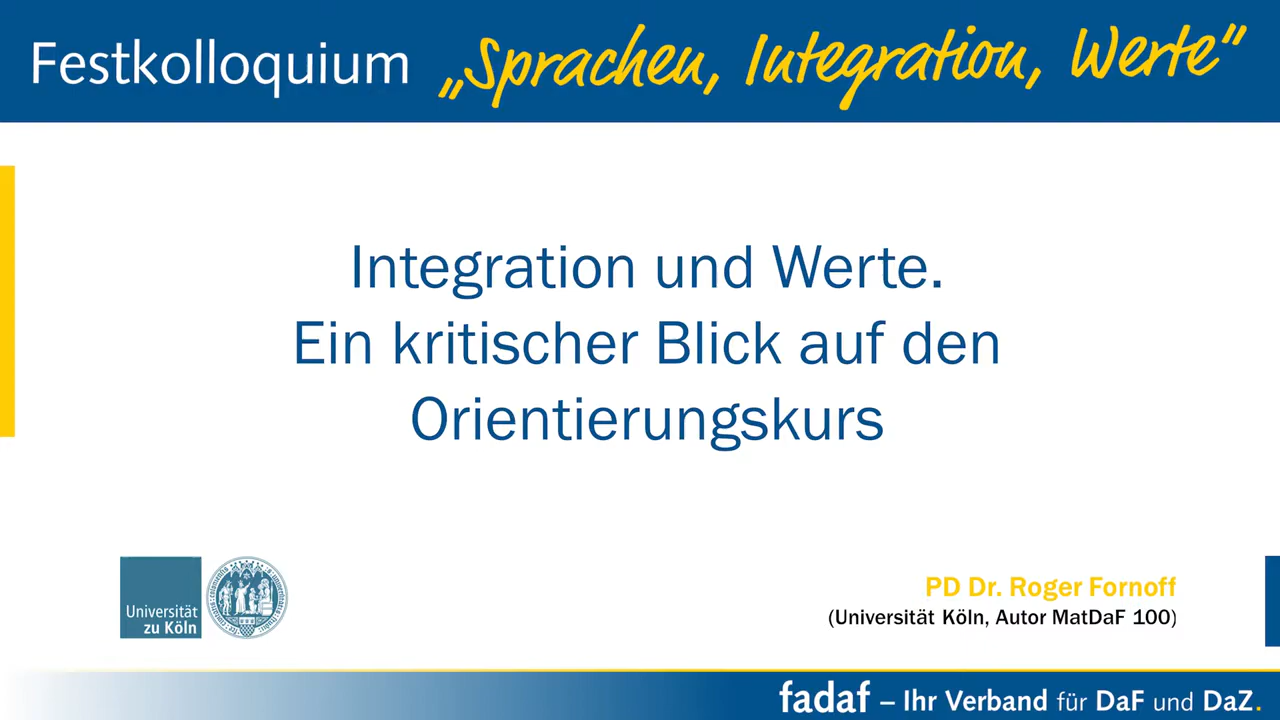 Festkolloquium „Sprachen, Integration, Werte”
Integration und Werte.
Ein kritischer Blick auf den
Orientierungskurs
Universität
zu Köln
PD Dr. Roger Fornoff
(Universität Köln, Autor MatDaF 100)
fadaf – Ihr Verband für DaF und DaZ.